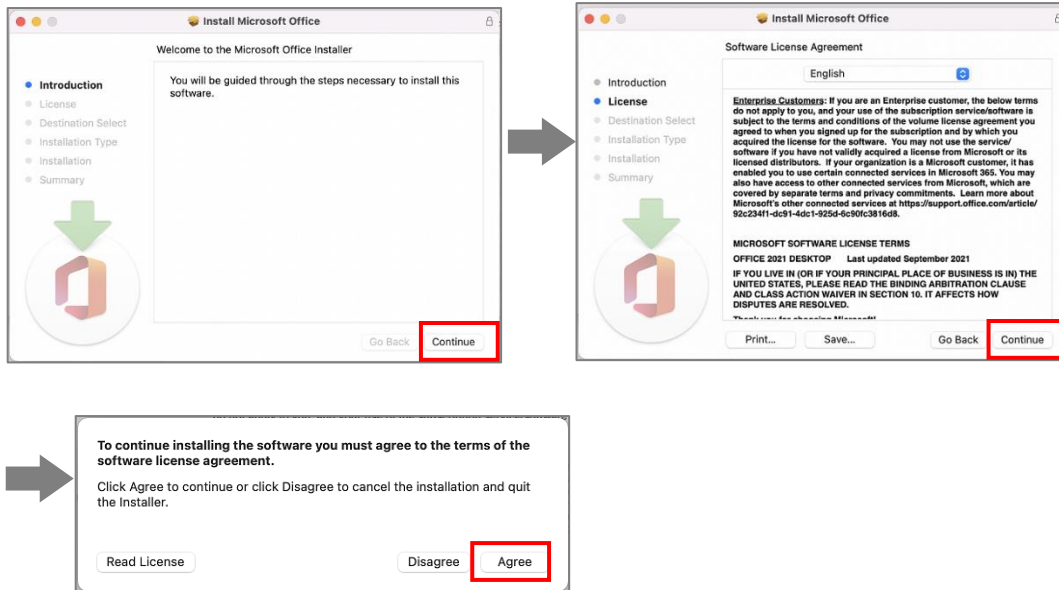 Install Microsoft Office
Welcome to the Microsoft Office Installer
Introduction
License
Destination Select
Installation Type
Installation
Summary
You will be guided through the steps necessary to install this
software.
Go Back
Continue
Install Microsoft Office
Software License Agreement
Introduction
License
Destination Select
Installation Type
Installation
Summary
English
Enterprise Customers: If you are an Enterprise customer, the below terms
do not apply to you, and your use of the subscription service/software is
subject to the terms and conditions of the volume license agreement you
agreed to when you signed up for the subscription and by which you
acquired the license for the software. You may not use the service/
software if you have not validly acquired a license from Microsoft or its
licensed distributors. If your organization is a Microsoft customer, it has
enabled you to use certain connected services in Microsoft 365. You may
also have access to other connected services from Microsoft, which are
covered by separate terms and privacy commitments. Learn more about
Microsoft's other connected services at https://support.office.com/article/
92c234f1-dc91-4dc1-925d-6c90fc3816d8.
MICROSOFT SOFTWARE LICENSE TERMS
OFFICE 2021 DESKTOP Last updated September 2021
IF YOU LIVE IN (OR IF YOUR PRINCIPAL PLACE OF BUSINESS IS IN) THE
UNITED STATES, PLEASE READ THE BINDING ARBITRATION CLAUSE
AND CLASS ACTION WAIVER IN SECTION 10. IT AFFECTS HOW
DISPUTES ARE RESOLVED.
Thank you for choosing Microsoft!
Print...
Save...
Go Back
Continue
To continue installing the software you must agree to the terms of the
software license agreement.
Click Agree to continue or click Disagree to cancel the installation and quit
the Installer.
Read License
Disagree
Agree